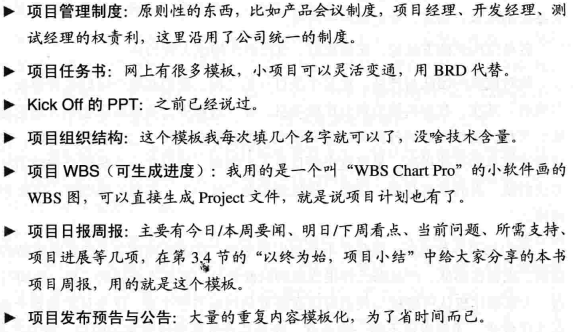 ▶ 项目管理制度：原则性的东西，比如产品会议制度，项目经理、开发经理、测
试经理的权责利，这里沿用了公司统一的制度。
▶ 项目任务书：网上有很多模板，小项目可以灵活变通，用 BRD 代替。
▶ Kick Off 的 PPT：之前已经说过。
▶ 项目组织结构：这个模板我每次填几个名字就可以了，没啥技术含量。
▶ 项目 WBS（可生成进度）：我用的是一个叫“WBS Chart Pro”的小软件画的
WBS 图，可以直接生成 Project 文件，就是说项目计划也有了。
▶ 项目日报周报：主要有今日/本周要闻、明日/下周看点、当前问题、所需支持、
项目进展等几项，在第 3.4 节的“以终为始，项目小结”中给大家分享的本书
项目周报，用的就是这个模板。
▶ 项目发布预告与公告：大量的重复内容模板化，为了省时间而已。